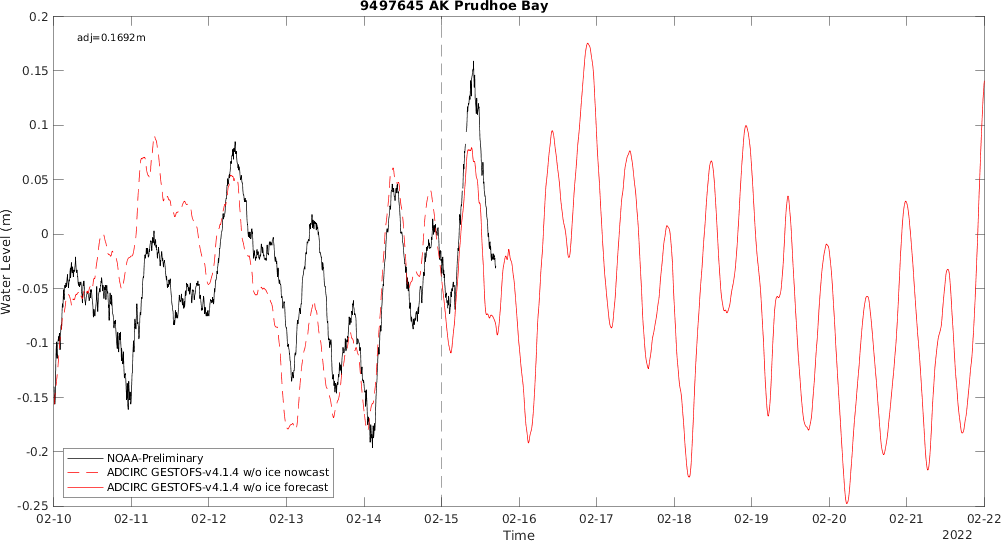 9497645 AK Prudhoe Bay
adj=0.1692m
0.2
0.15
0.1
0.05
0
-0.05
-0.1
-0.15
-0.2
-0.25
Water Level (m)
NOAA-Preliminary
ADCIRC GESTOFS-v4.1.4 w/o ice nowcast
ADCIRC GESTOFS-v4.1.4 w/o ice forecast
02-10 02-11 02-12 02-13 02-14 02-15 02-16 02-17 02-18 02-19 02-20 02-21 02-22
Time
2022